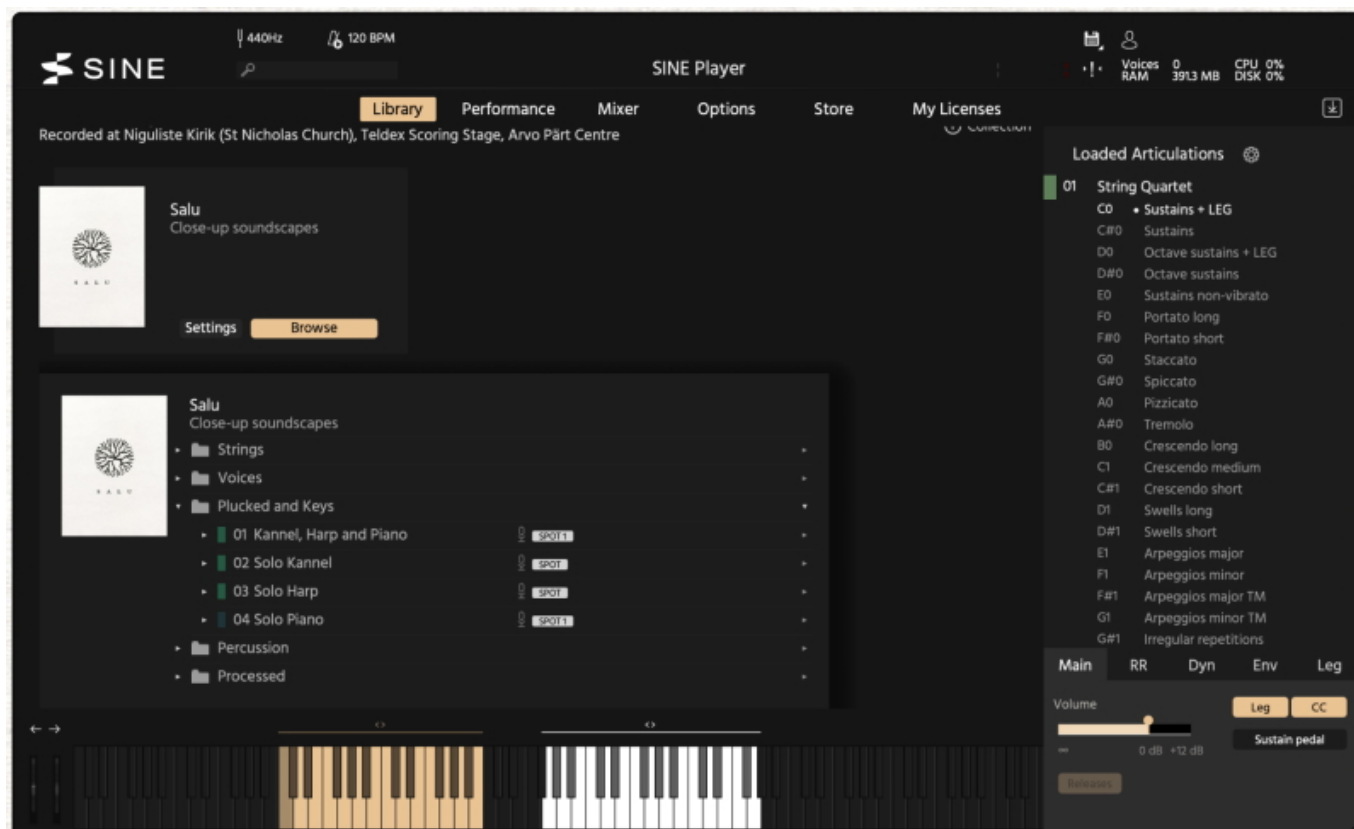 440Hz
120 BPM
SINE
SINE Player
Voices 0
RAM 391.3 MB
CPU 0%
DISK 0%
Library
Performance
Mixer
Options
Store
My Licenses
Recorded at Niguliste Kirik (St Nicholas Church), Teldex Scoring Stage, Arvo Pärt Centre
Collection
SALU
Salu
Close-up soundscapes
Settings
Browse
SALU
Salu
Close-up soundscapes
Strings
Voices
Plucked and Keys
01 Kannel, Harp and Piano SPOT1
02 Solo Kannel SPOT
03 Solo Harp SPOT
04 Solo Piano SPOT1
Percussion
Processed
Loaded Articulations
01 String Quartet
C0 • Sustains + LEG
C#0 Sustains
D0 Octave sustains + LEG
D#0 Octave sustains
E0 Sustains non-vibrato
F0 Portato long
F#0 Portato short
G0 Staccato
G#0 Spiccato
A0 Pizzicato
A#0 Tremolo
B0 Crescendo long
C1 Crescendo medium
C#1 Crescendo short
D1 Swells long
D#1 Swells short
E1 Arpeggios major
F1 Arpeggios minor
F#1 Arpeggios major TM
G1 Arpeggios minor TM
G#1 Irregular repetitions
Main RR Dyn Env Leg
Volume
Leg CC
Sustain pedal
-∞ 0 dB +12 dB
Releases